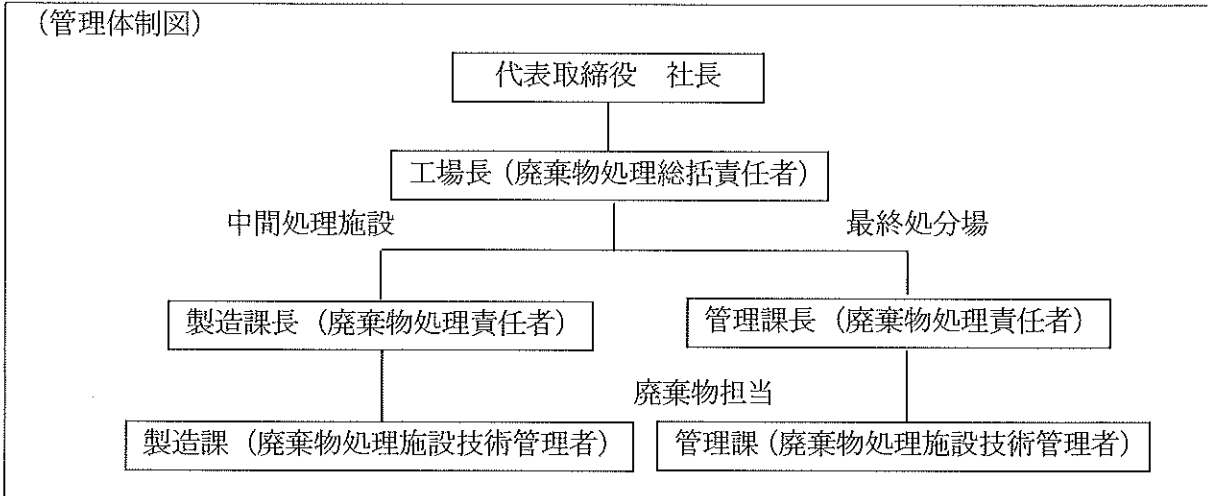 (管理体制図)
代表取締役　社長
工場長(廃棄物処理総括責任者)
中間処理施設
最終処分場
製造課長（廃棄物処理責任者）
管理課長（廃棄物処理責任者）
廃棄物担当
製造課（廃棄物処理施設技術管理者）
管理課(廃棄物処理施設技術管理者）